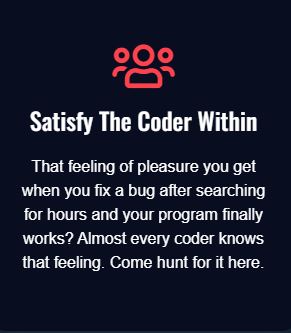 Satisfy The Coder Within
That feeling of pleasure you get
when you fix a bug after searching
for hours and your program finally
works? Almost every coder knows
that feeling. Come hunt for it here.